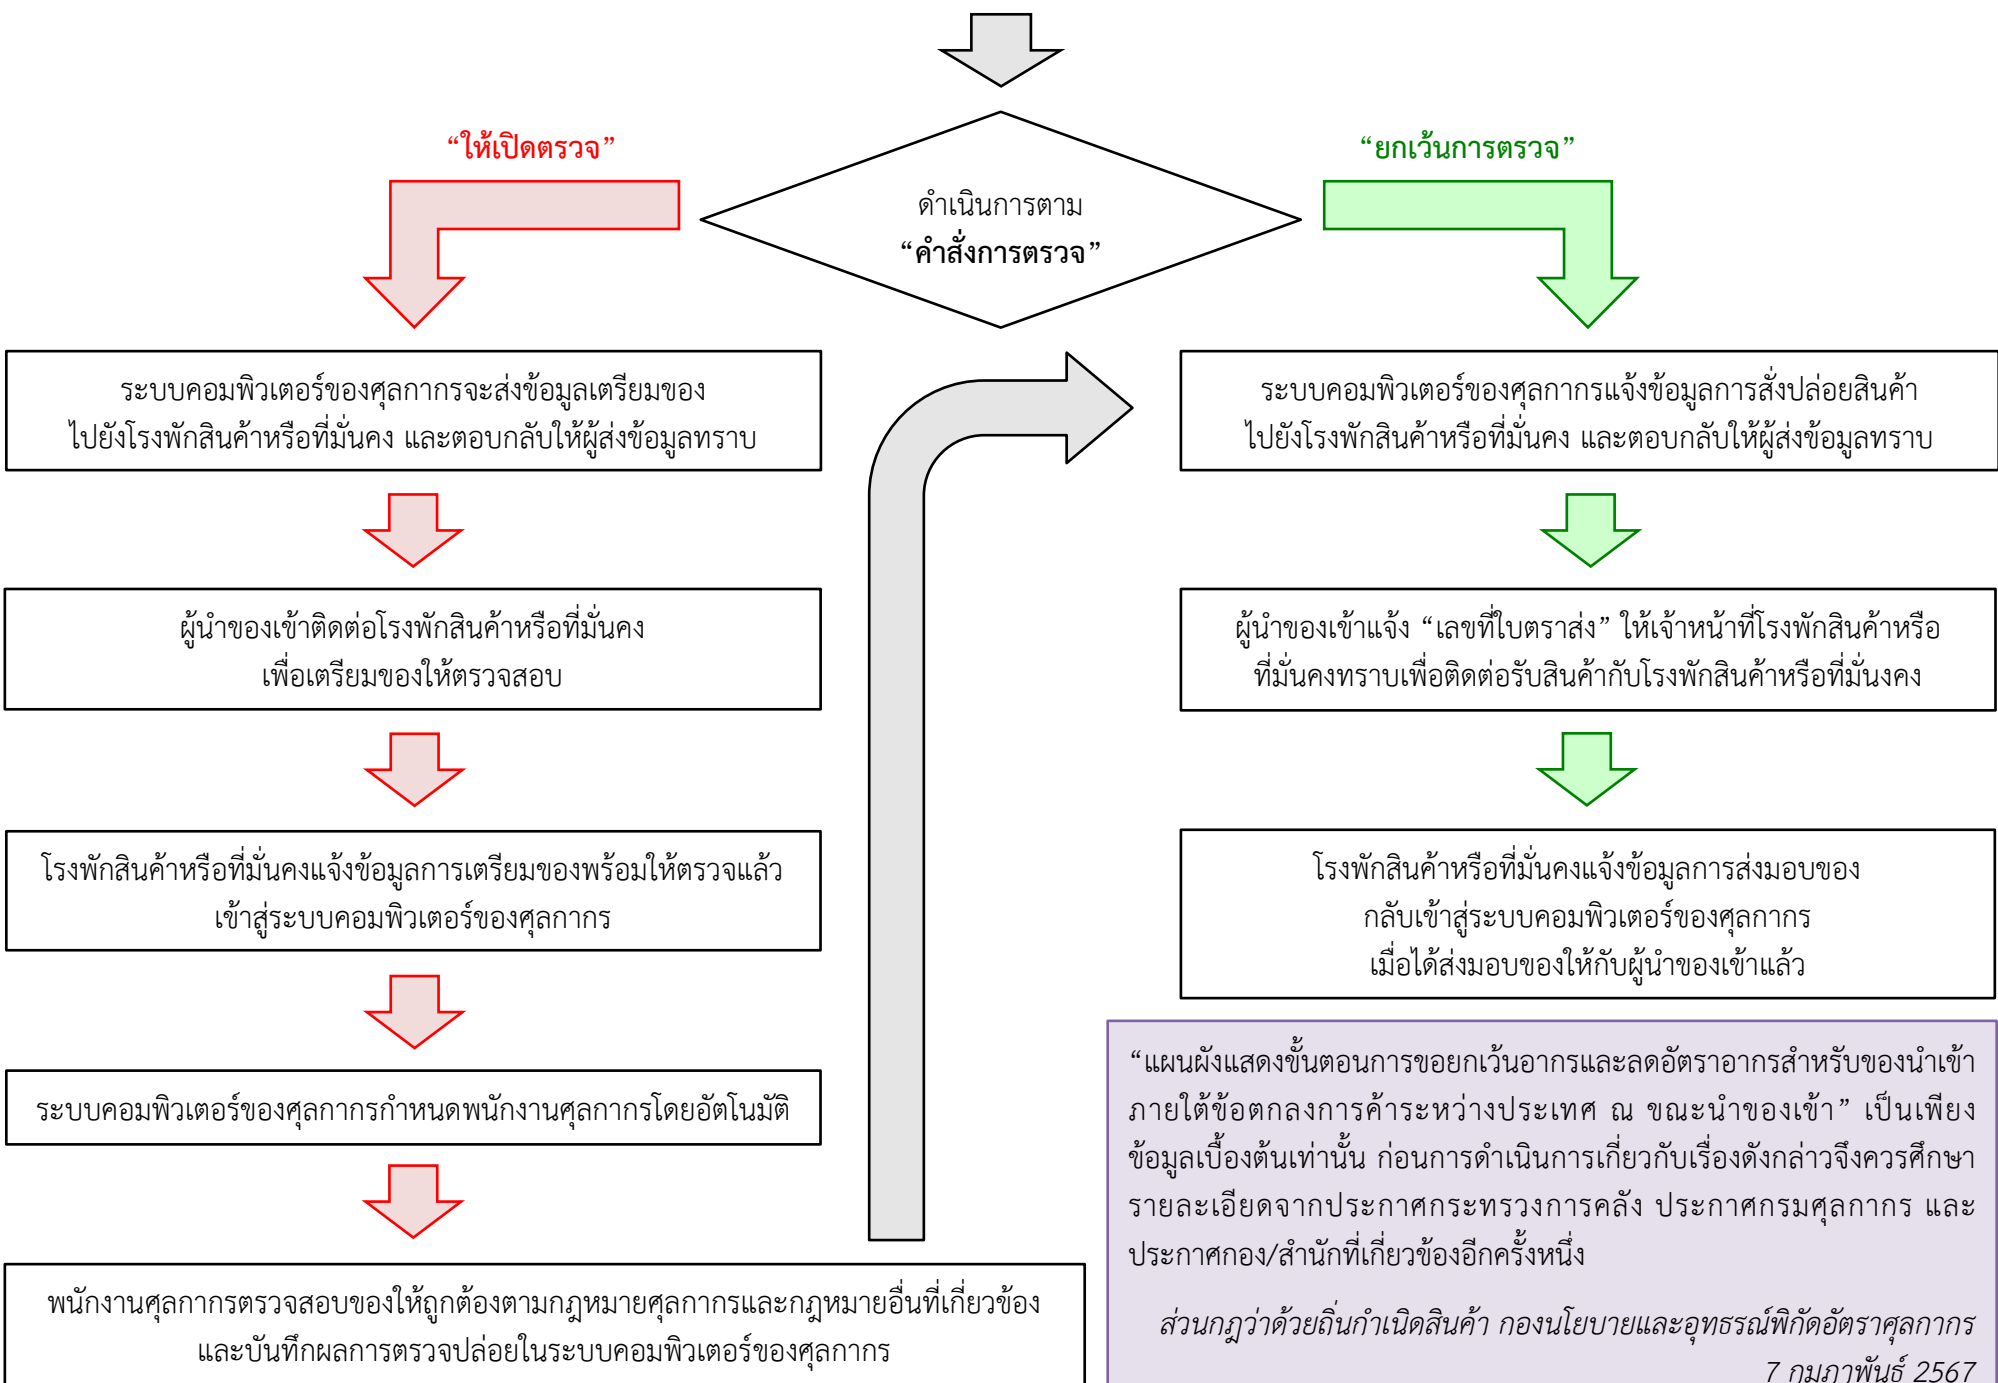 “ให้เปิดตรวจ”
“ยกเว้นการตรวจ”
ดำเนินการตาม
“คำสั่งการตรวจ”
ระบบคอมพิวเตอร์ของศุลกากรจะส่งข้อมูลเตรียมของ
ไปยังโรงพักสินค้าหรือที่มั่นคง และตอบกลับให้ผู้ส่งข้อมูลทราบ
ผู้นำของเข้าติดต่อโรงพักสินค้าหรือที่มั่นคง
เพื่อเตรียมของให้ตรวจสอบ
โรงพักสินค้าหรือที่มั่นคงแจ้งข้อมูลการเตรียมของพร้อมให้ตรวจแล้ว
เข้าสู่ระบบคอมพิวเตอร์ของศุลกากร
ระบบคอมพิวเตอร์ของศุลกากรกำหนดพนักงานศุลกากรโดยอัตโนมัติ
พนักงานศุลกากรตรวจสอบของให้ถูกต้องตามกฎหมายศุลกากรและกฎหมายอื่นที่เกี่ยวข้อง
และบันทึกผลการตรวจปล่อยในระบบคอมพิวเตอร์ของศุลกากร
ระบบคอมพิวเตอร์ของศุลกากรแจ้งข้อมูลการสั่งปล่อยสินค้า
ไปยังโรงพักสินค้าหรือที่มั่นคง และตอบกลับให้ผู้ส่งข้อมูลทราบ
ผู้นำของเข้าแจ้ง “เลขที่ใบตราส่ง” ให้เจ้าหน้าที่โรงพักสินค้าหรือ
ที่มั่นคงทราบเพื่อติดต่อรับสินค้ากับโรงพักสินค้าหรือที่มั่นงคง
โรงพักสินค้าหรือที่มั่นคงแจ้งข้อมูลการส่งมอบของ
กลับเข้าสู่ระบบคอมพิวเตอร์ของศุลกากร
เมื่อได้ส่งมอบของให้กับผู้นำของเข้าแล้ว
“แผนผังแสดงขั้นตอนการขอยกเว้นอากรและลดอัตราอากรสำหรับของนำเข้า
ภายใต้ข้อตกลงการค้าระหว่างประเทศ ณ ขณะนำของเข้า” เป็นเพียง
ข้อมูลเบื้องต้นเท่านั้น ก่อนการดำเนินการเกี่ยวกับเรื่องดังกล่าวจึงควรศึกษา
รายละเอียดจากประกาศกระทรวงการคลัง ประกาศกรมศุลกากร และ
ประกาศกอง/สำนักที่เกี่ยวข้องอีกครั้งหนึ่ง
ส่วนกฎว่าด้วยถิ่นกำเนิดสินค้า กองนโยบายและอุทธรณ์พิกัดอัตราศุลกากร
7 กุมภาพันธ์ 2567